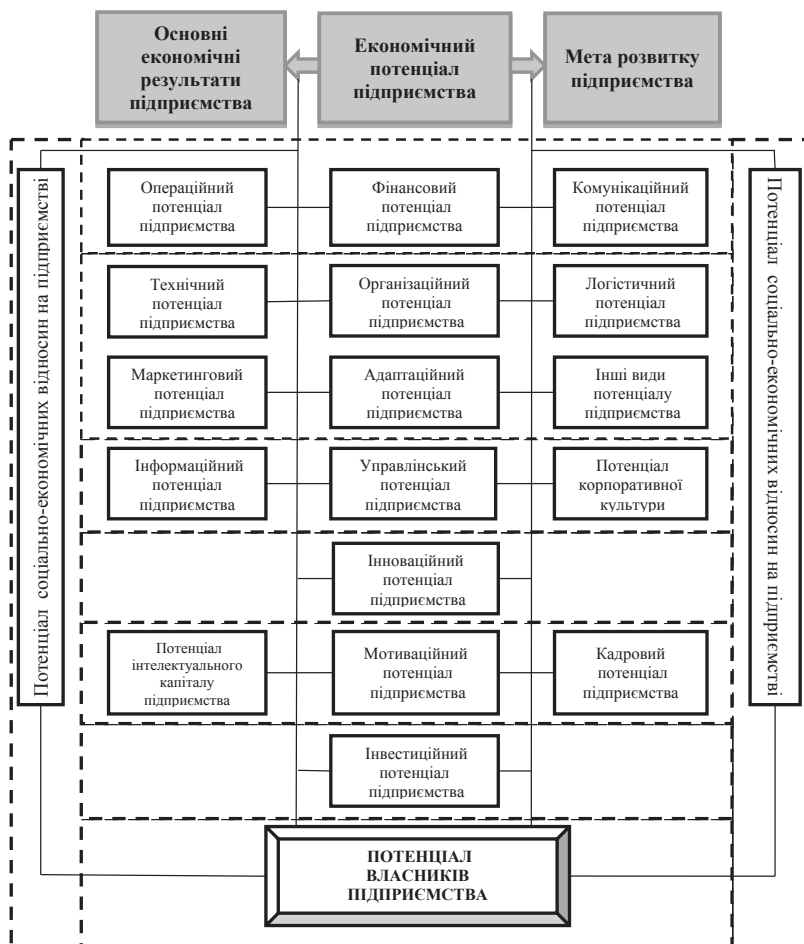 Основні
економічні
результати
підприємства
Економічний
потенціал
підприємства
Мета розвитку
підприємства
Потенціал соціально-економічних відносин на підприємстві
Операційний
потенціал
підприємства
Фінансовий
потенціал
підприємства
Комунікаційний
потенціал
підприємства
Технічний
потенціал
підприємства
Організаційний
потенціал
підприємства
Логістичний
потенціал
підприємства
Маркетинговий
потенціал
підприємства
Адаптаційний
потенціал
підприємства
Інші види
потенціалу
підприємства
Інформаційний
потенціал
підприємства
Управлінський
потенціал
підприємства
Потенціал
корпоративної
культури
Інноваційний
потенціал
підприємства
Потенціал
інтелектуального
капіталу
підприємства
Мотиваційний
потенціал
підприємства
Кадровий
потенціал
підприємства
Інвестиційний
потенціал
підприємства
ПОТЕНЦІАЛ
ВЛАСНИКІВ
ПІДПРИЄМСТВА
Потенціал соціально-економічних відносин на підприємстві